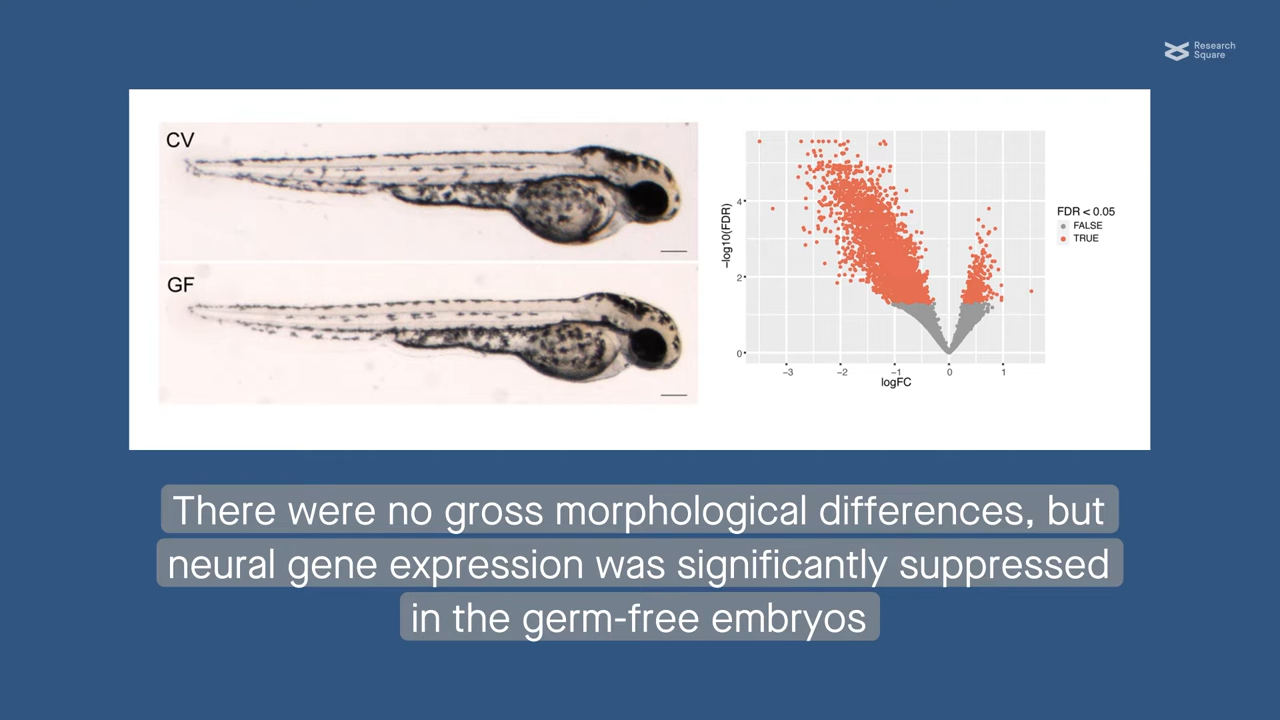 Research
Square
CV
GF
−log10(FDR)
4
2
0
−3
−2
−1
0
1
logFC
FDR < 0.05
FALSE
TRUE
There were no gross morphological differences, but
neural gene expression was significantly suppressed
in the germ-free embryos